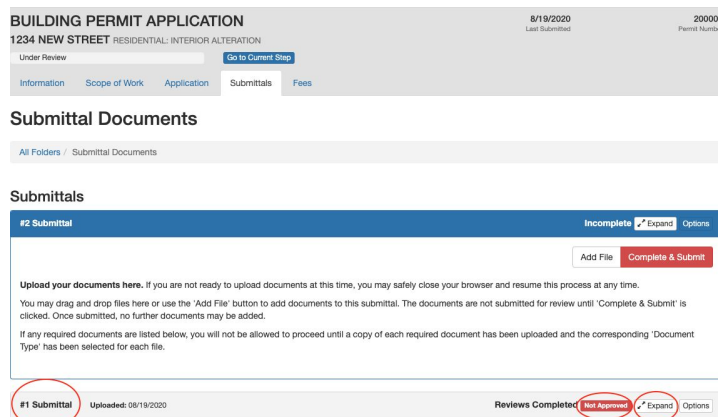 BUILDING PERMIT APPLICATION
8/19/2020
20000
Last Submitted
1234 NEW STREET RESIDENTIAL: INTERIOR ALTERATION
Under Review
Go to Current Step
Information Scope of Work Application Submittals Fees
Submittal Documents
All Folders / Submittal Documents
Submittals
#2 Submittal Incomplete Expand Options
Add File Complete & Submit
Upload your documents here. If you are not ready to upload documents at this time, you may safely close your browser and resume this process at any time.
You may drag and drop files here or use the 'Add File' button to add documents to this submittal. The documents are not submitted for review until 'Complete & Submit' is
clicked. Once submitted, no further documents may be added.
If any required documents are listed below, you will not be allowed to proceed until a copy of each required document has been uploaded and the corresponding 'Document
Type' has been selected for each file.
#1 Submittal Uploaded: 08/19/2020 Reviews Completed Not Approved Expand Options